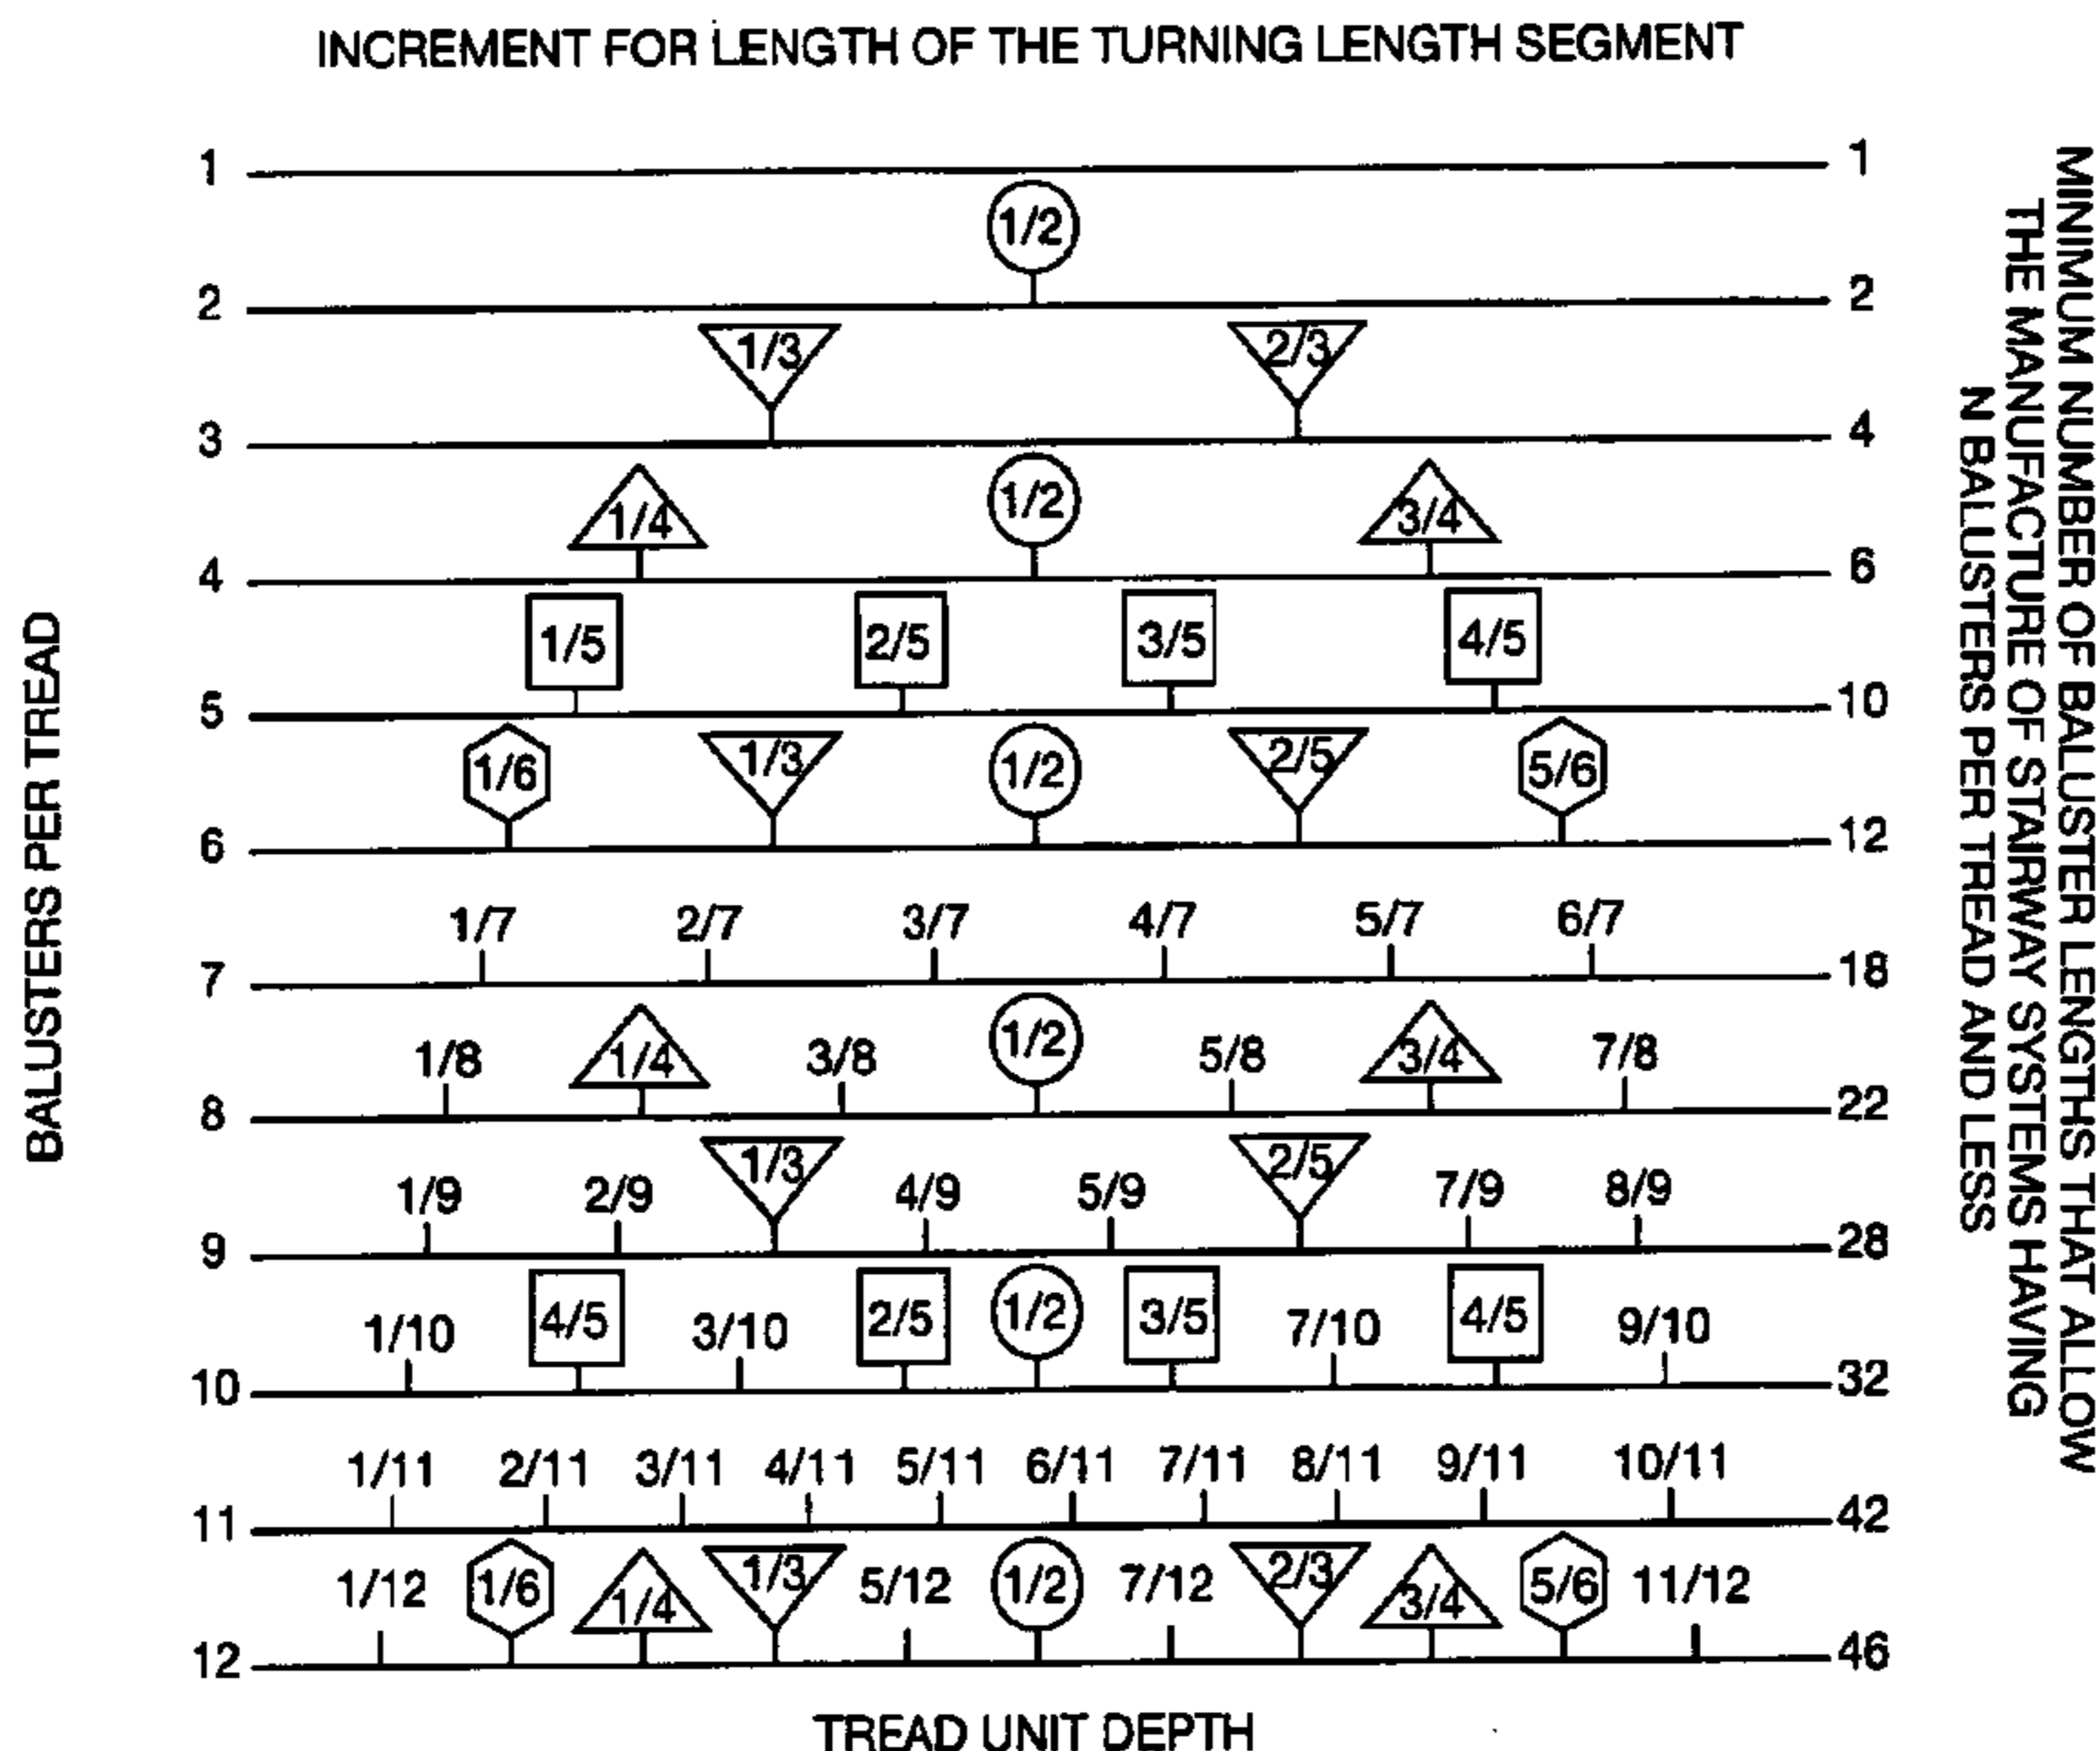 INCREMENT FOR LENGTH OF THE TURNING LENGTH SEGMENT
1 1
1/2
2 2
1/3 2/3
3 4
1/4 1/2 3/4
4 6
1/5 2/5 3/5 4/5
5 10
1/6 1/3 1/2 2/5 5/6
6 12
1/7 2/7 3/7 4/7 5/7 6/7
7 18
1/8 1/4 3/8 1/2 5/8 3/4 7/8
8 22
1/9 2/9 1/3 4/9 5/9 2/5 7/9 8/9
9 28
1/10 4/5 3/10 2/5 1/2 3/5 7/10 4/5 9/10
10 32
1/11 2/11 3/11 4/11 5/11 6/11 7/11 8/11 9/11 10/11
11 42
1/12 1/6 1/4 1/3 5/12 1/2 7/12 2/3 3/4 5/6 11/12
12 46
TREAD UNIT DEPTH
BALUSTERS PER TREAD
MINIMUM NUMBER OF BALUSTER LENGTHS THAT ALLOW
THE MANUFACTURE OF STAIRWAY SYSTEMS HAVING
N BALUSTERS PER TREAD AND LESS